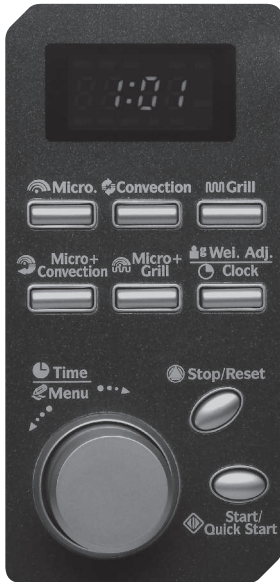 1:01
Micro. Convection Grill
Micro+ Convection
Micro+ Grill
g Wei. Adj.
Clock
Time
Menu
Stop/Reset
Start/
Quick Start